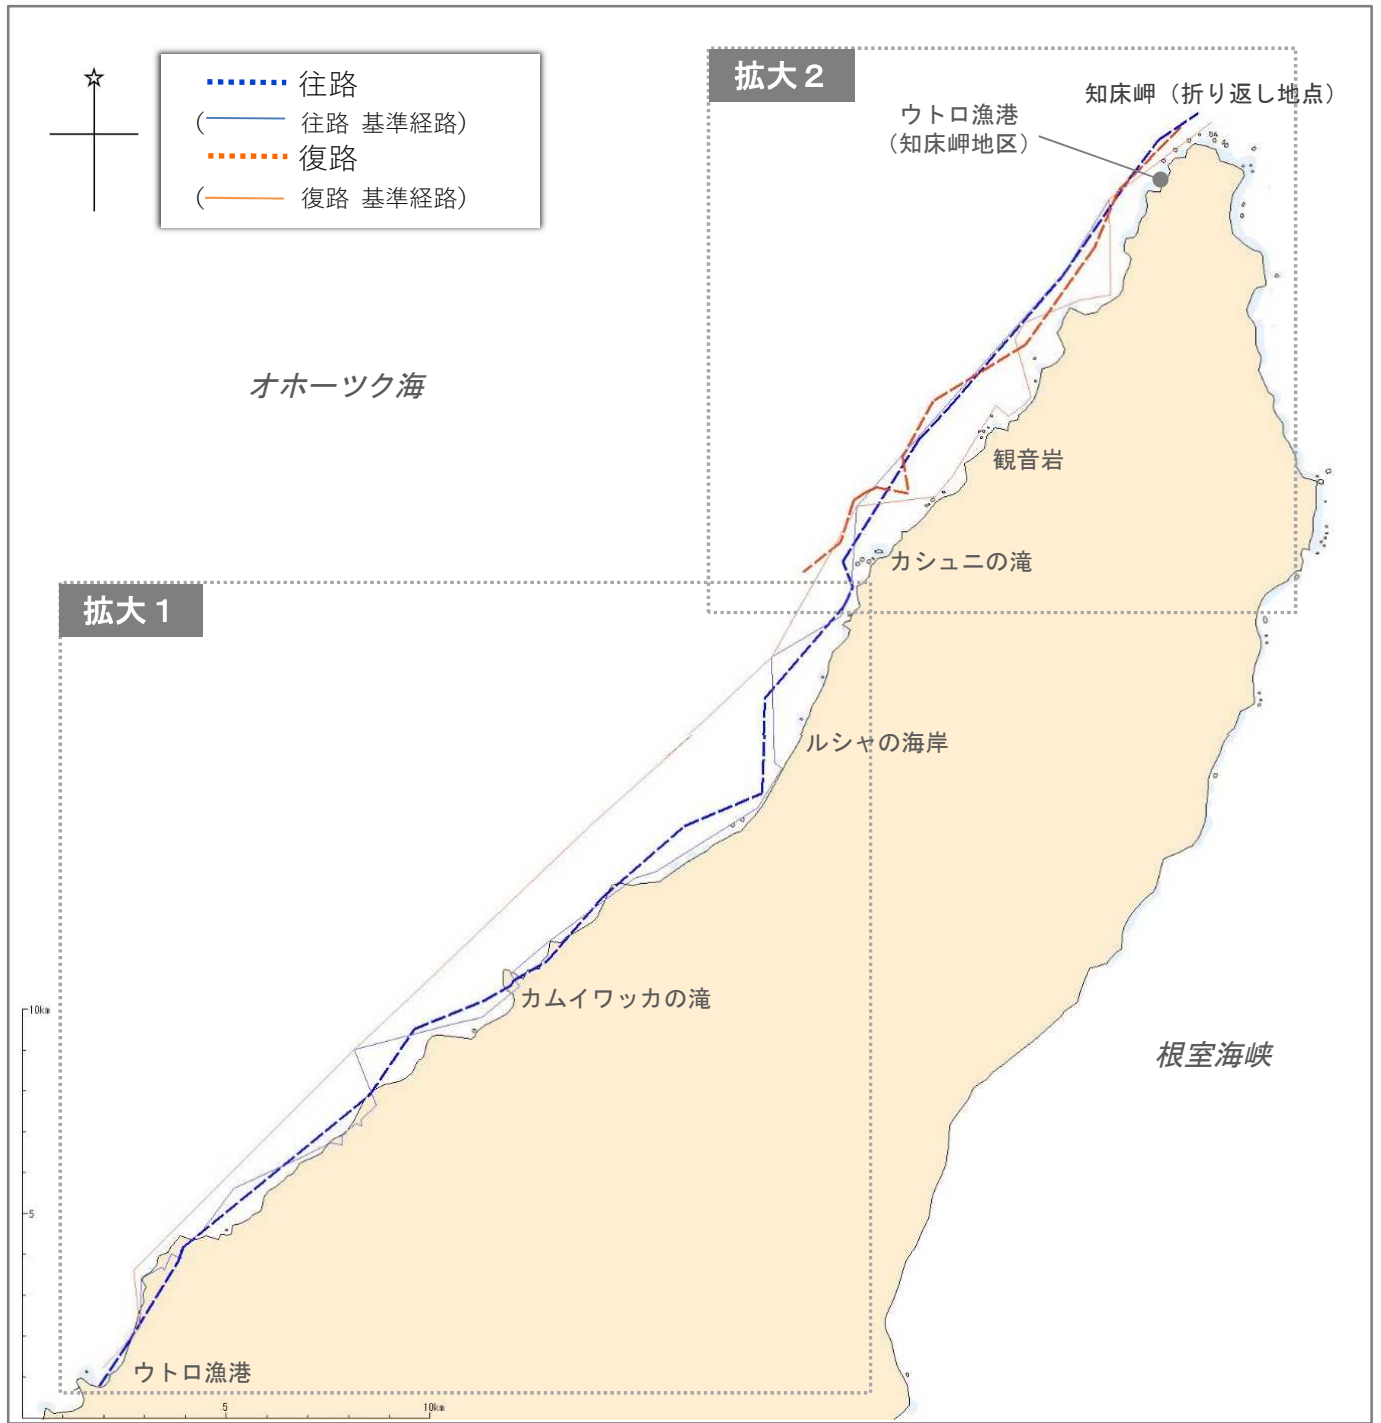 往路
(往路 基準経路)
復路
(復路 基準経路)
拡大２
知床岬（折り返し地点）
ウトロ漁港
（知床岬地区）
オホーツク海
観音岩
カシュニの滝
拡大１
ルシャの海岸
カムイワッカの滝
10km
根室海峡
5
ウトロ漁港
5
10km